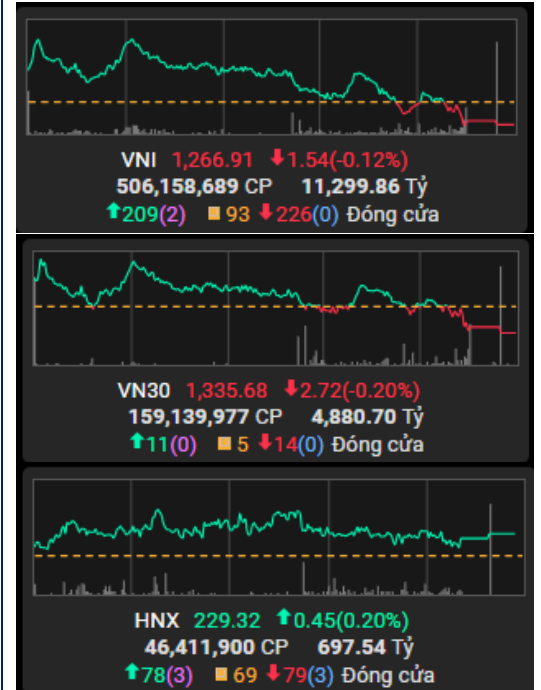 VNI 1,266.91 ⬇1.54(-0.12%)
506,158,689 CP 11,299.86 Tỷ
⬆209(2) ■ 93 ⬇226(0) Đóng cửa
VN30 1,335.68 ⬇2.72(-0.20%)
159,139,977 CP 4,880.70 Tỷ
⬆11(0) ■ 5 ⬇14(0) Đóng cửa
HNX 229.32 ⬆0.45(0.20%)
46,411,900 CP 697.54 Tỷ
⬆78(3) ■ 69 ⬇79(3) Đóng cửa